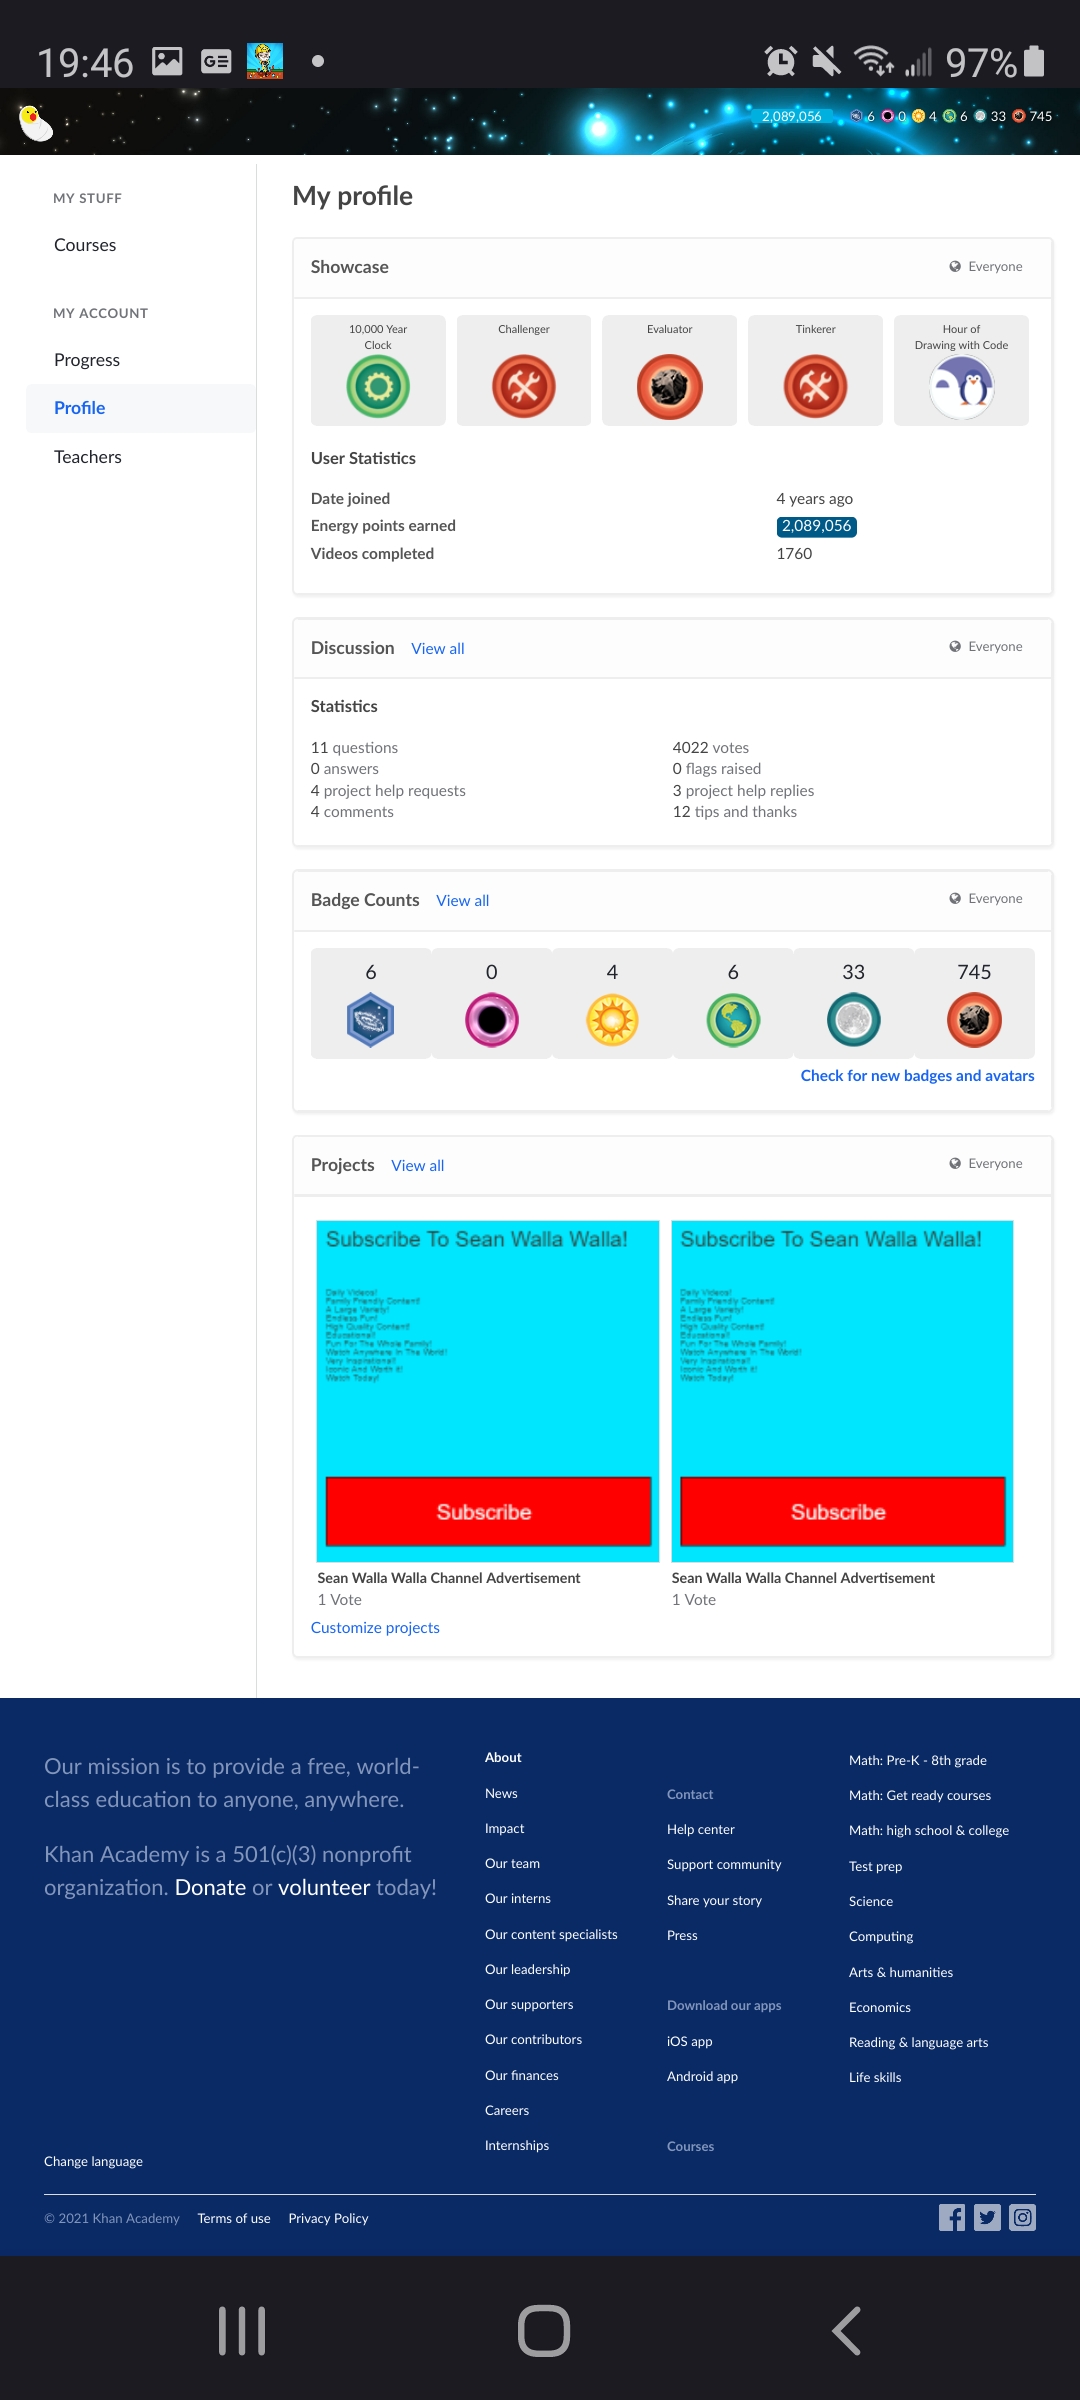 19:46
97%
2,089,056 6 0 4 6 33 745
MY STUFF
Courses
MY ACCOUNT
Progress
Profile
Teachers
My profile
Showcase
Everyone
10,000 Year
Clock
Challenger
Evaluator
Tinkerer
Hour of
Drawing with Code
User Statistics
Date joined 4 years ago
Energy points earned 2,089,056
Videos completed 1760
Discussion View all
Everyone
Statistics
11 questions
0 answers
4 project help requests
4 comments
4022 votes
0 flags raised
3 project help replies
12 tips and thanks
Badge Counts View all
Everyone
6 0 4 6 33 745
Check for new badges and avatars
Projects View all
Everyone
Subscribe To Sean Walla Walla!
Daily Videos!
Family Friendly Content!
A Large Variety!
Endless Fun!
High Quality Content!
Educational!
Fun For The Whole Family!
Watch Anywhere In The World!
Very Inspirational!
Iconic And Worth it!
Watch Today!
Subscribe
Sean Walla Walla Channel Advertisement
1 Vote
Subscribe To Sean Walla Walla!
Daily Videos!
Family Friendly Content!
A Large Variety!
Endless Fun!
High Quality Content!
Educational!
Fun For The Whole Family!
Watch Anywhere In The World!
Very Inspirational!
Iconic And Worth it!
Watch Today!
Subscribe
Sean Walla Walla Channel Advertisement
1 Vote
Customize projects
Our mission is to provide a free, world-
class education to anyone, anywhere.
Khan Academy is a 501(c)(3) nonprofit
organization. Donate or volunteer today!
About
News
Impact
Our team
Our interns
Our content specialists
Our leadership
Our supporters
Our contributors
Our finances
Careers
Internships
Contact
Help center
Support community
Share your story
Press
Download our apps
iOS app
Android app
Courses
Math: Pre-K - 8th grade
Math: Get ready courses
Math: high school & college
Test prep
Science
Computing
Arts & humanities
Economics
Reading & language arts
Life skills
Change language
© 2021 Khan Academy Terms of use Privacy Policy